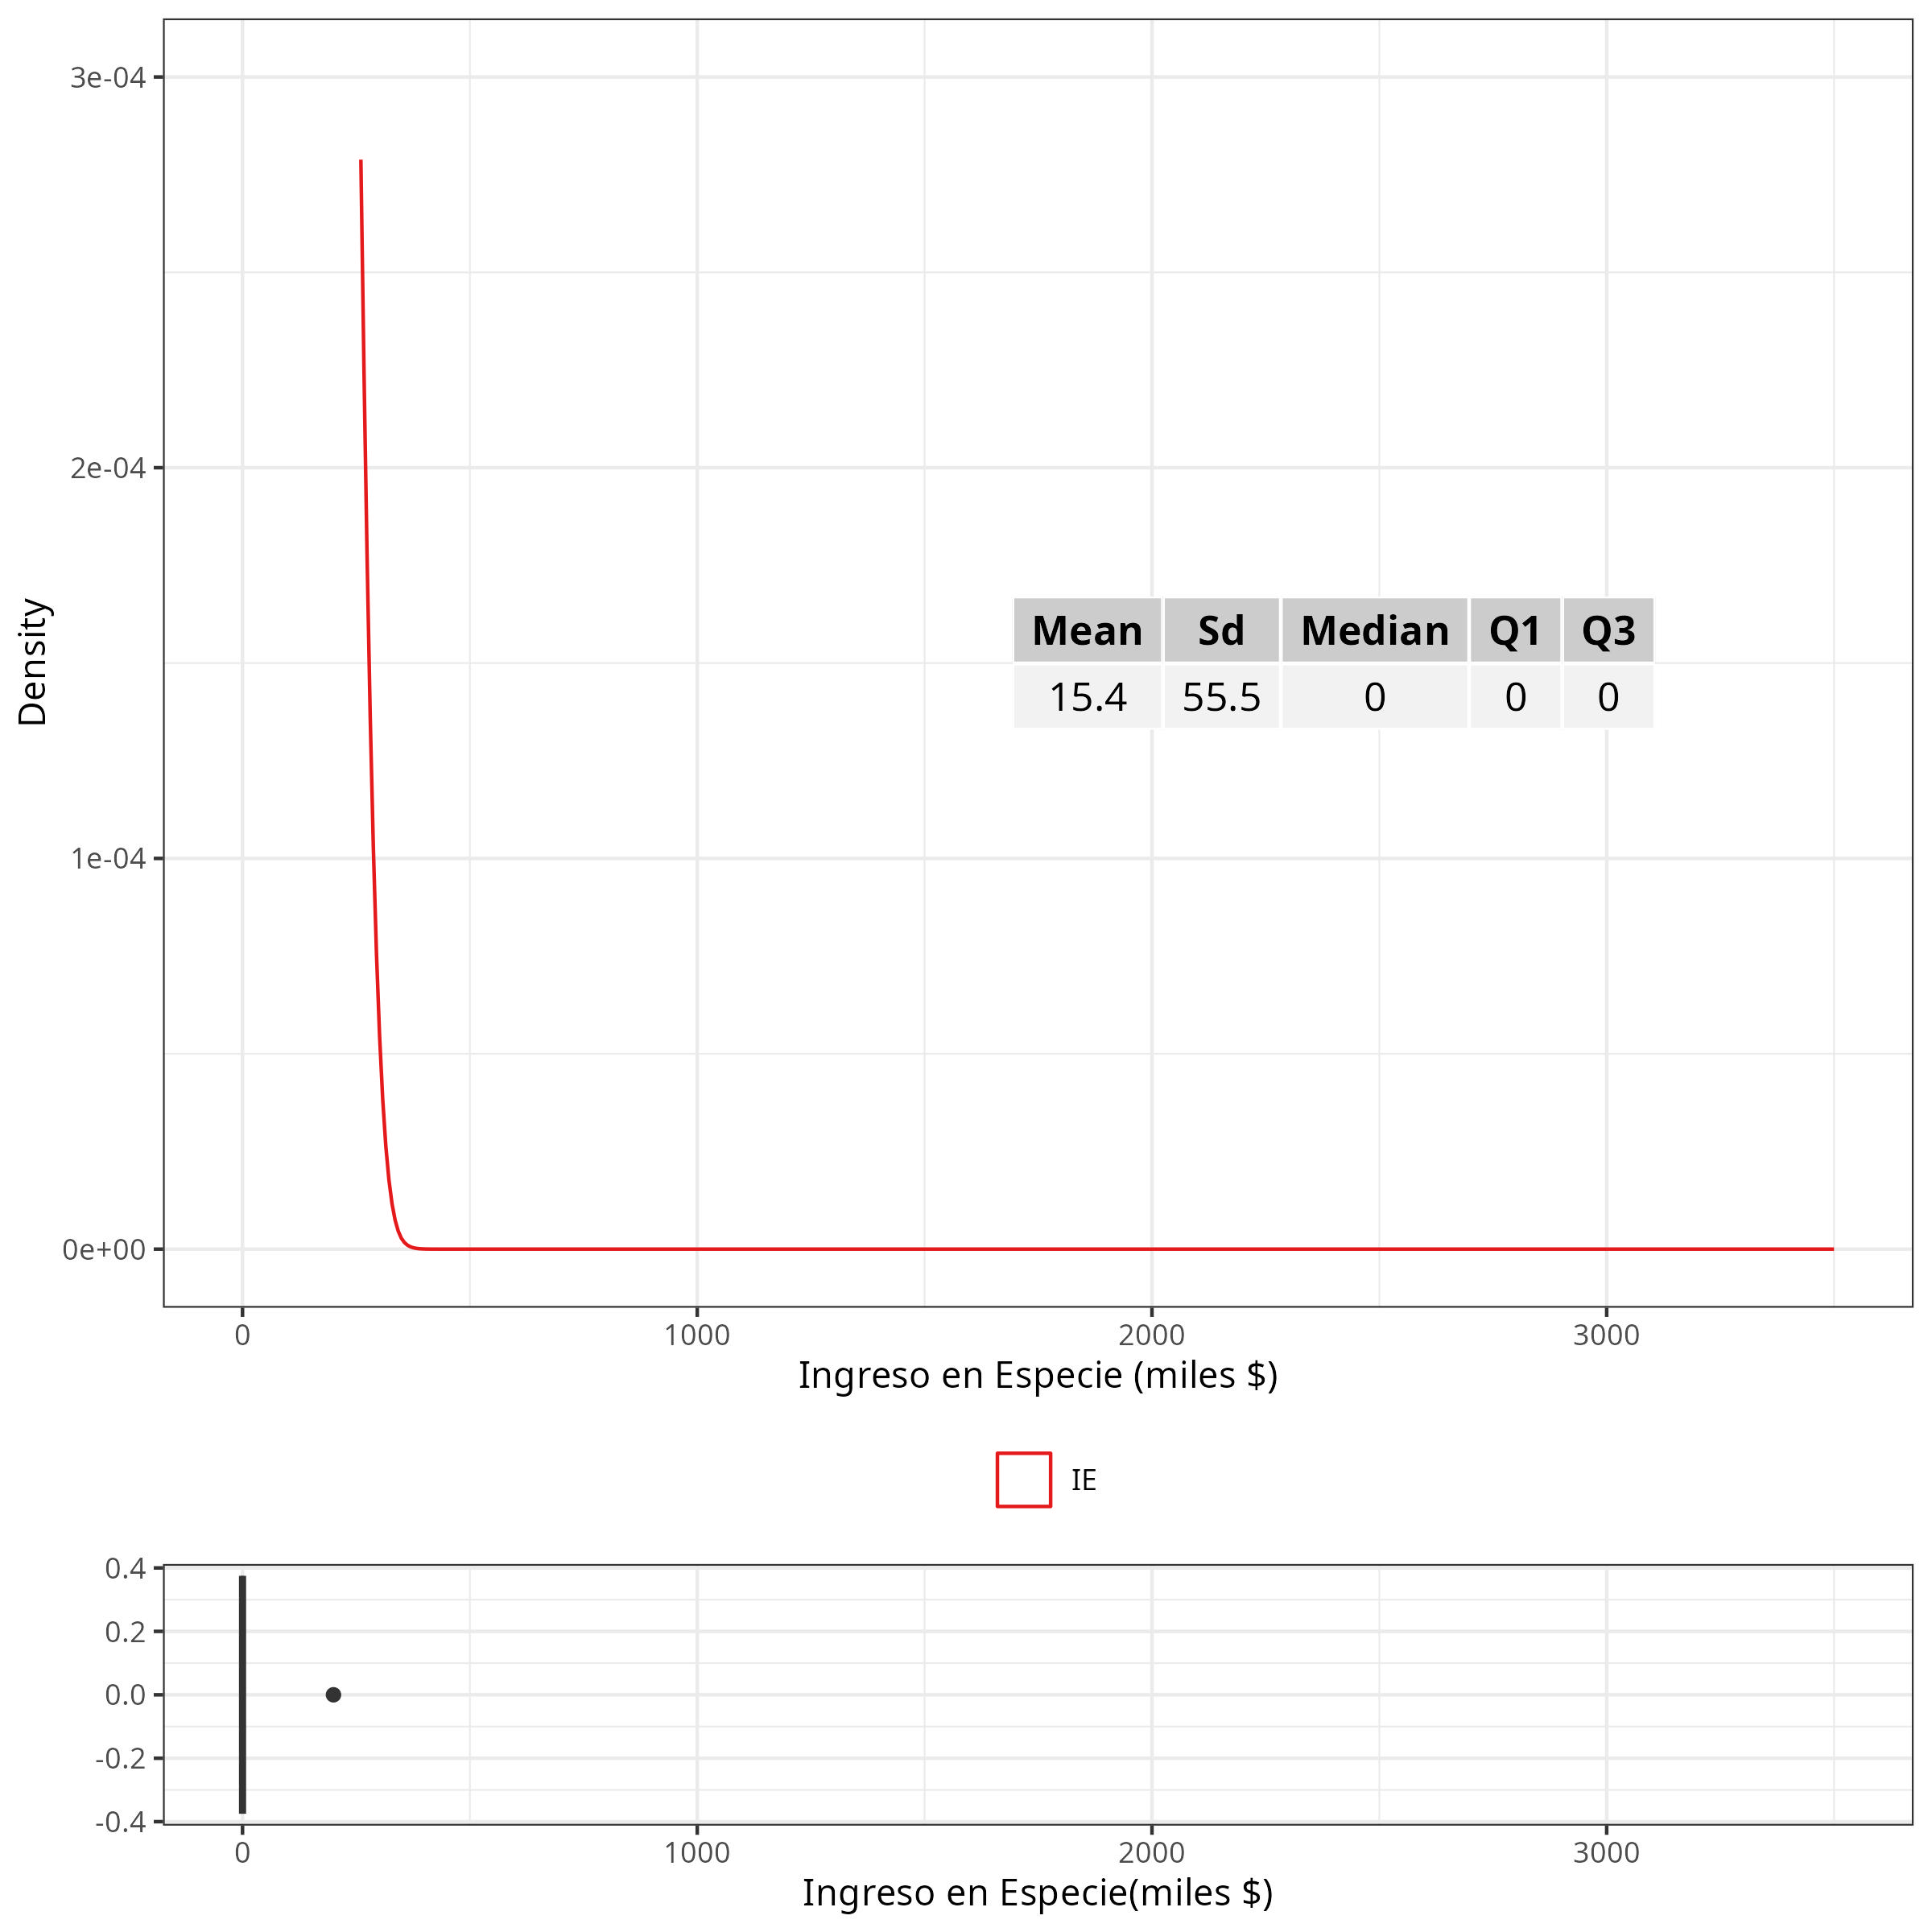 3e-04
2e-04
1e-04
0e+00
Density
Mean Sd Median Q1 Q3
15.4 55.5 0 0 0
0 1000 2000 3000
Ingreso en Especie (miles $)
IE
0.4
0.2
0.0
-0.2
-0.4
0 1000 2000 3000
Ingreso en Especie(miles $)